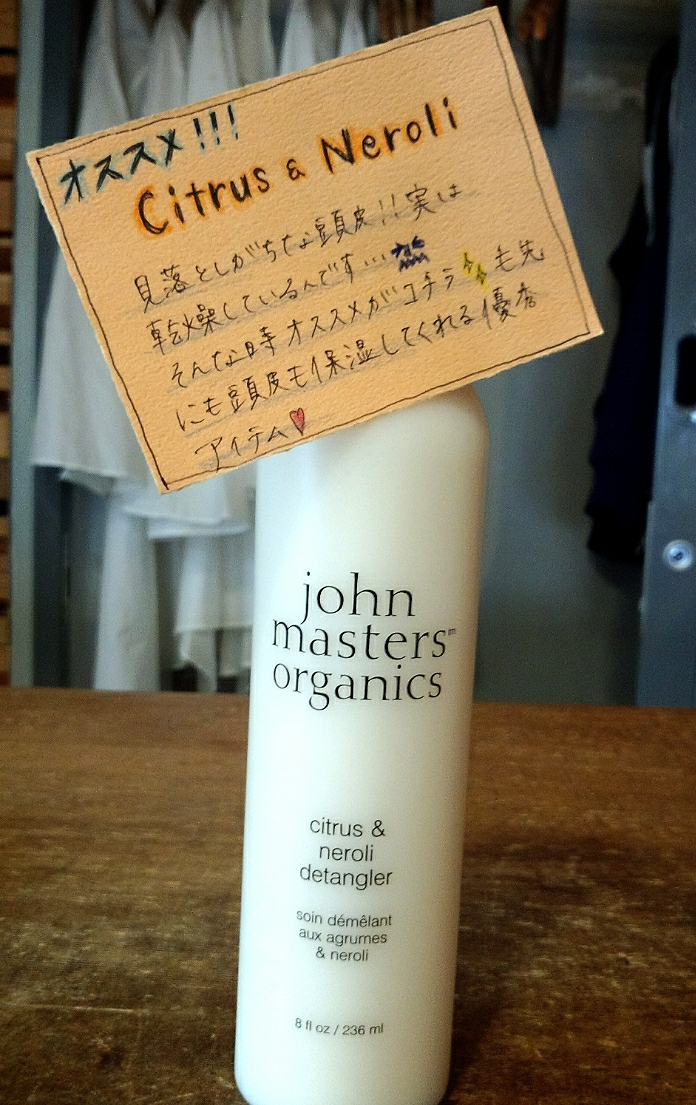 オススメ!!!
Citrus & Neroli
見落としがちな頭皮!!実は
乾燥しているんです…
そんな時オススメがコチラ 毛先
にも頭皮も保湿してくれる優秀
アイテム
john
masters™
organics
citrus &
neroli
detangler
soin démêlant
aux agrumes
& neroli
8 fl oz / 236 ml